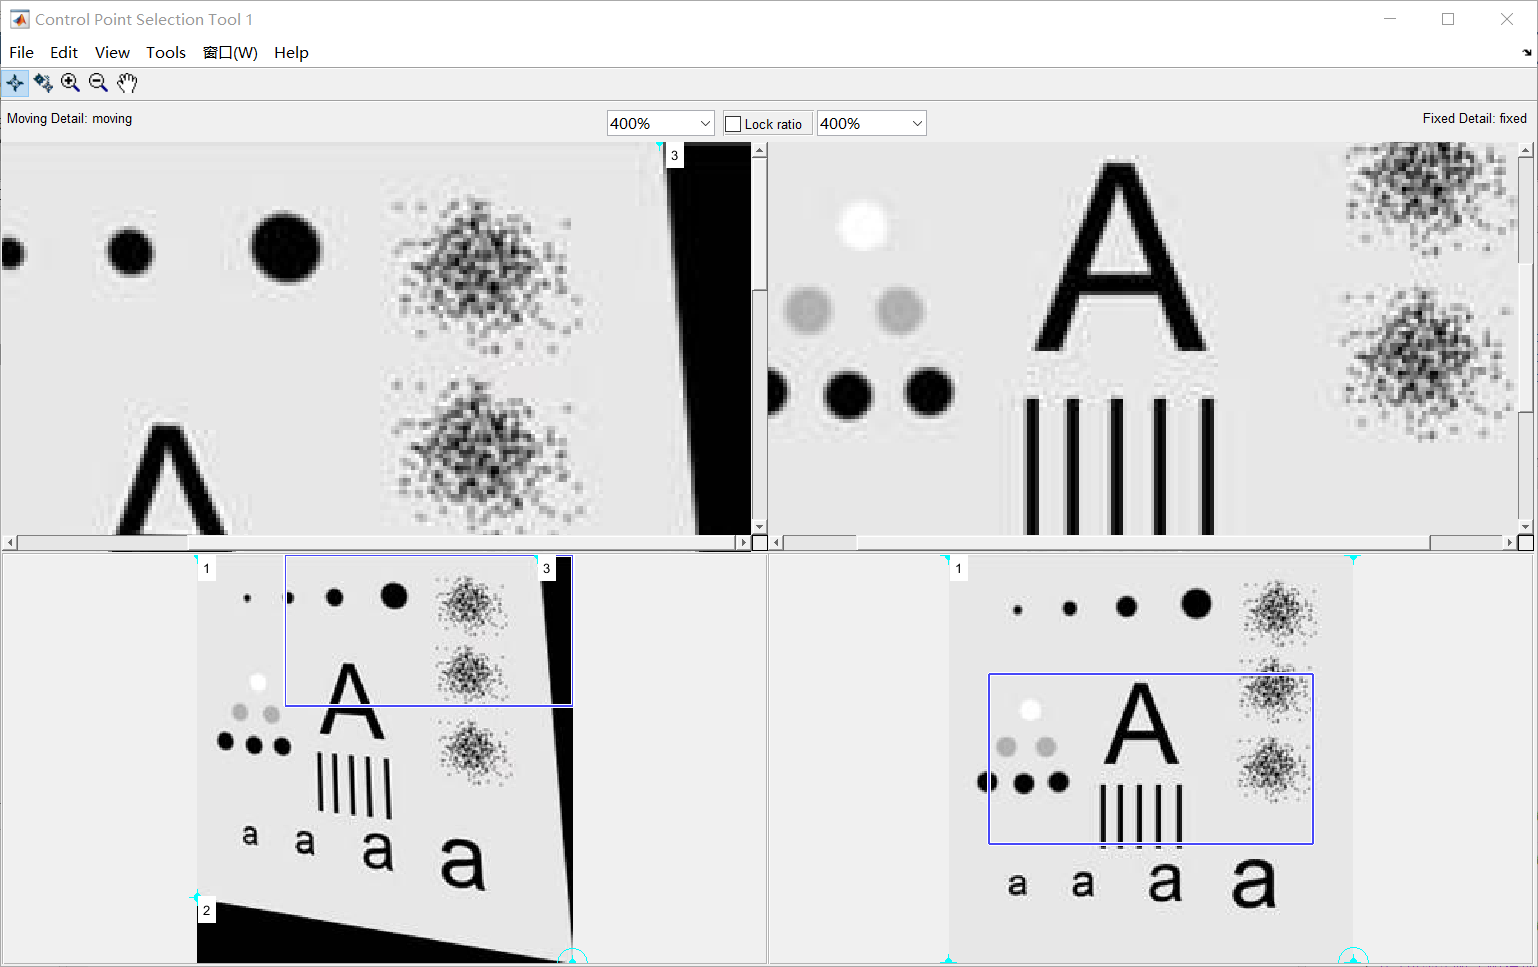 Control Point Selection Tool 1
File Edit View Tools 窗口(W) Help
Moving Detail: moving 400% Lock ratio 400% Fixed Detail: fixed
3
A
A
1
3
A
a a a a
2
1
A
a a a a